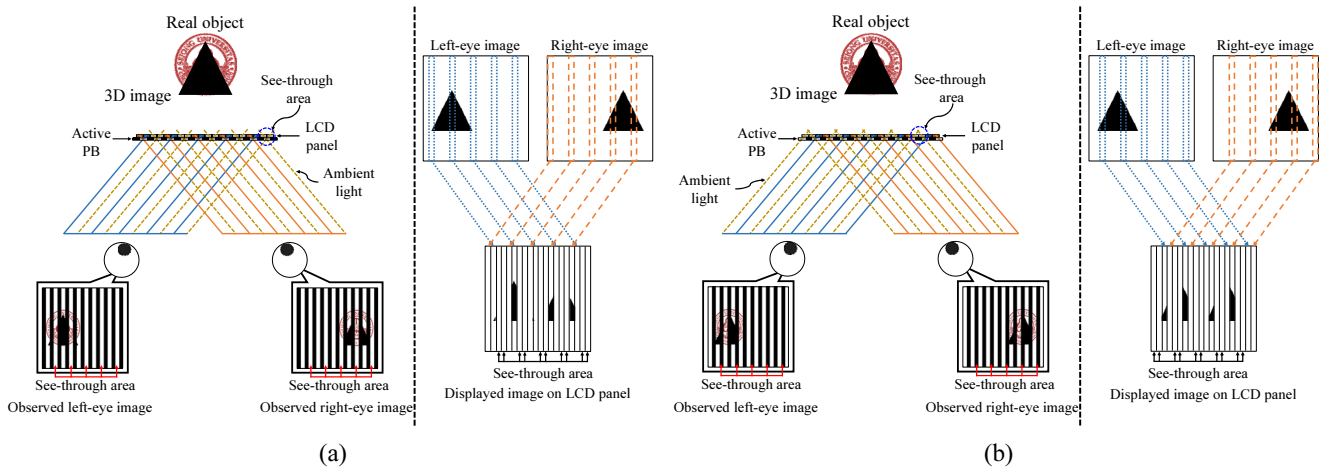 Real object
3D image
See-through
area
Active
PB
LCD
panel
Ambient
light
See-through area
Observed left-eye image
See-through area
Observed right-eye image
Left-eye image
Right-eye image
See-through area
Displayed image on LCD panel
(a)
Real object
3D image
See-through
area
Active
PB
LCD
panel
Ambient
light
See-through area
Observed left-eye image
See-through area
Observed right-eye image
Left-eye image
Right-eye image
See-through area
Displayed image on LCD panel
(b)